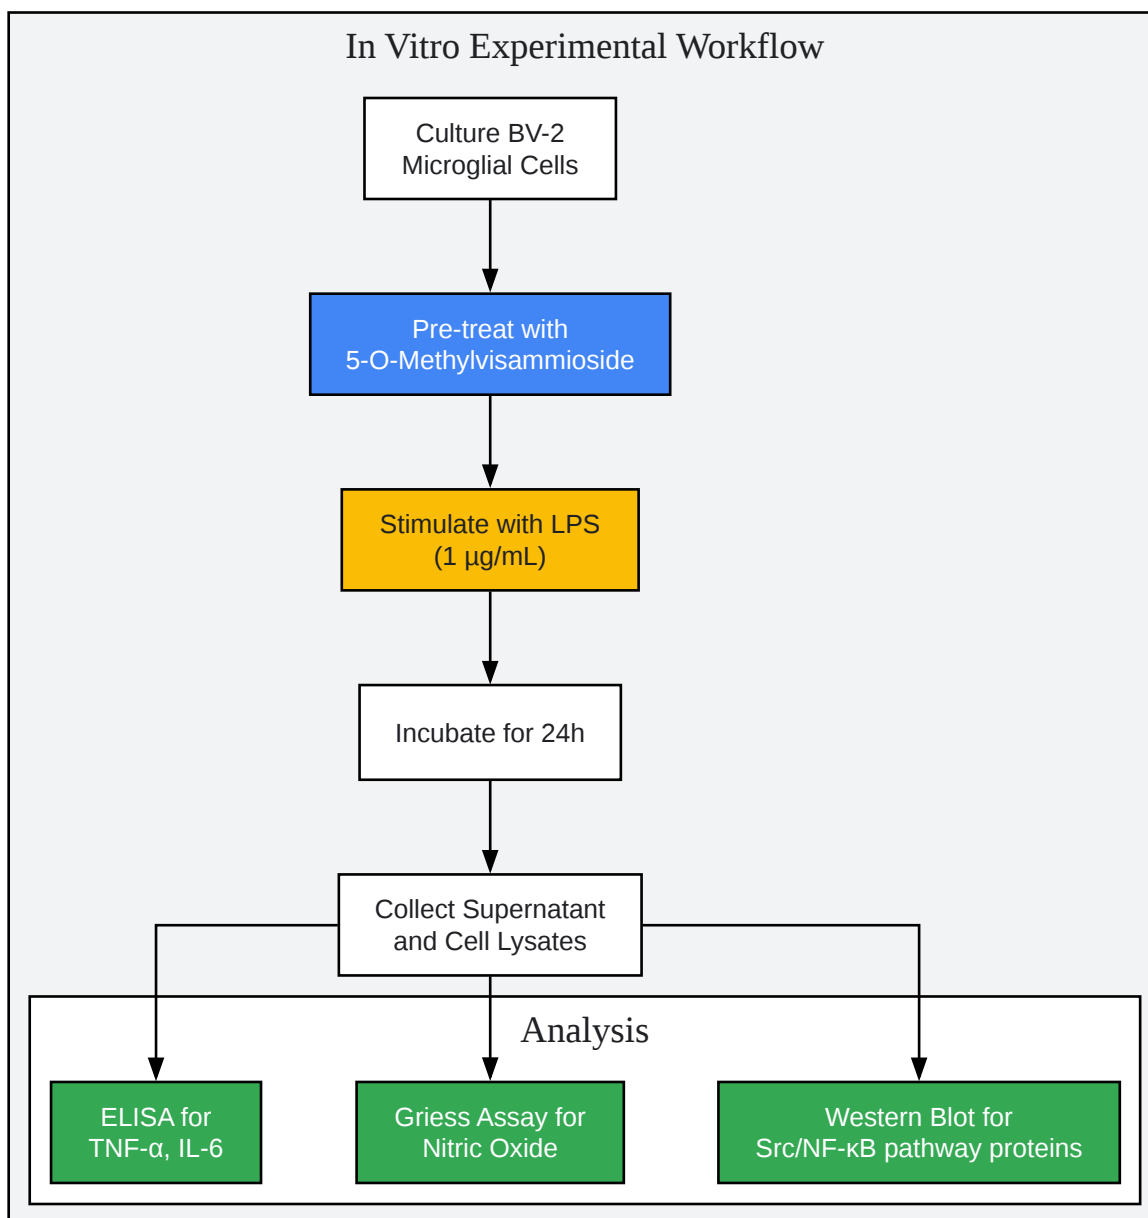 In Vitro Experimental Workflow
Culture BV-2
Microglial Cells
Pre-treat with
5-O-Methylvisammioside
Stimulate with LPS
(1 µg/mL)
Incubate for 24h
Collect Supernatant
and Cell Lysates
Analysis
ELISA for
TNF-α, IL-6
Griess Assay for
Nitric Oxide
Western Blot for
Src/NF-κB pathway proteins